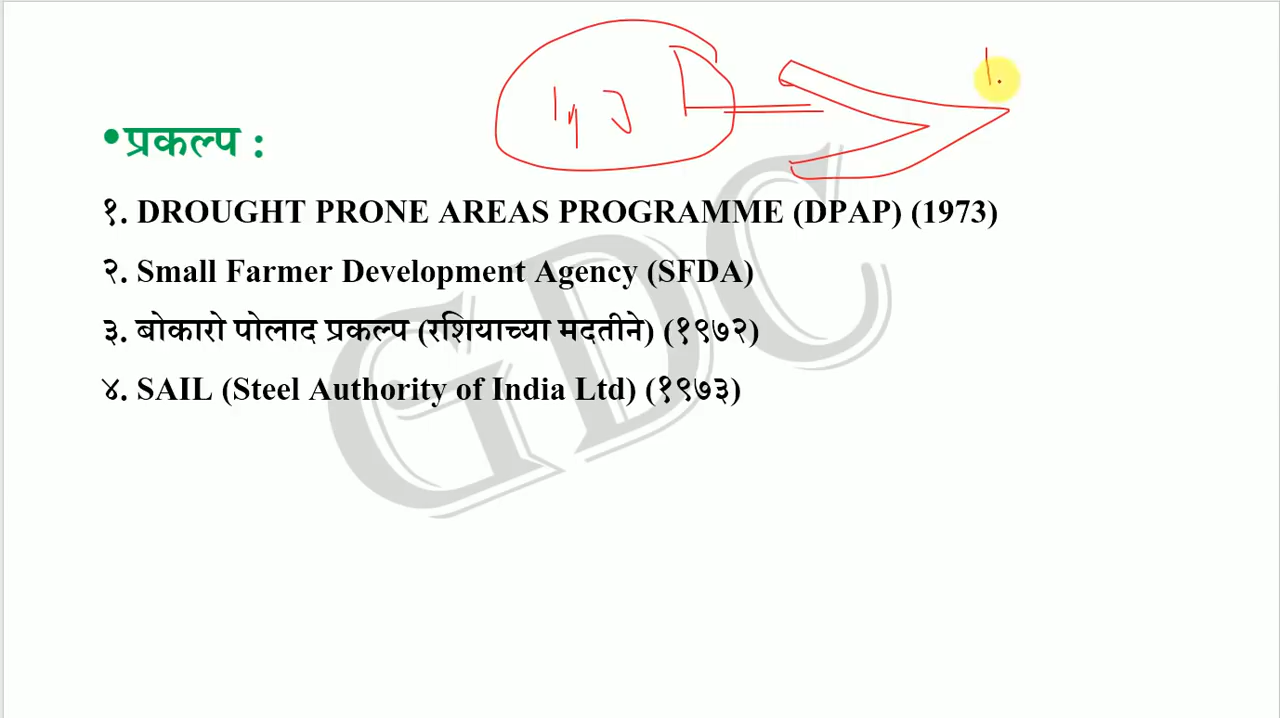 •प्रकल्प :
१. DROUGHT PRONE AREAS PROGRAMME (DPAP) (1973)
२. Small Farmer Development Agency (SFDA)
३. बोकारो पोलाद प्रकल्प (रशियाच्या मदतीने) (१९७२)
४. SAIL (Steel Authority of India Ltd) (१९७३)
GDC